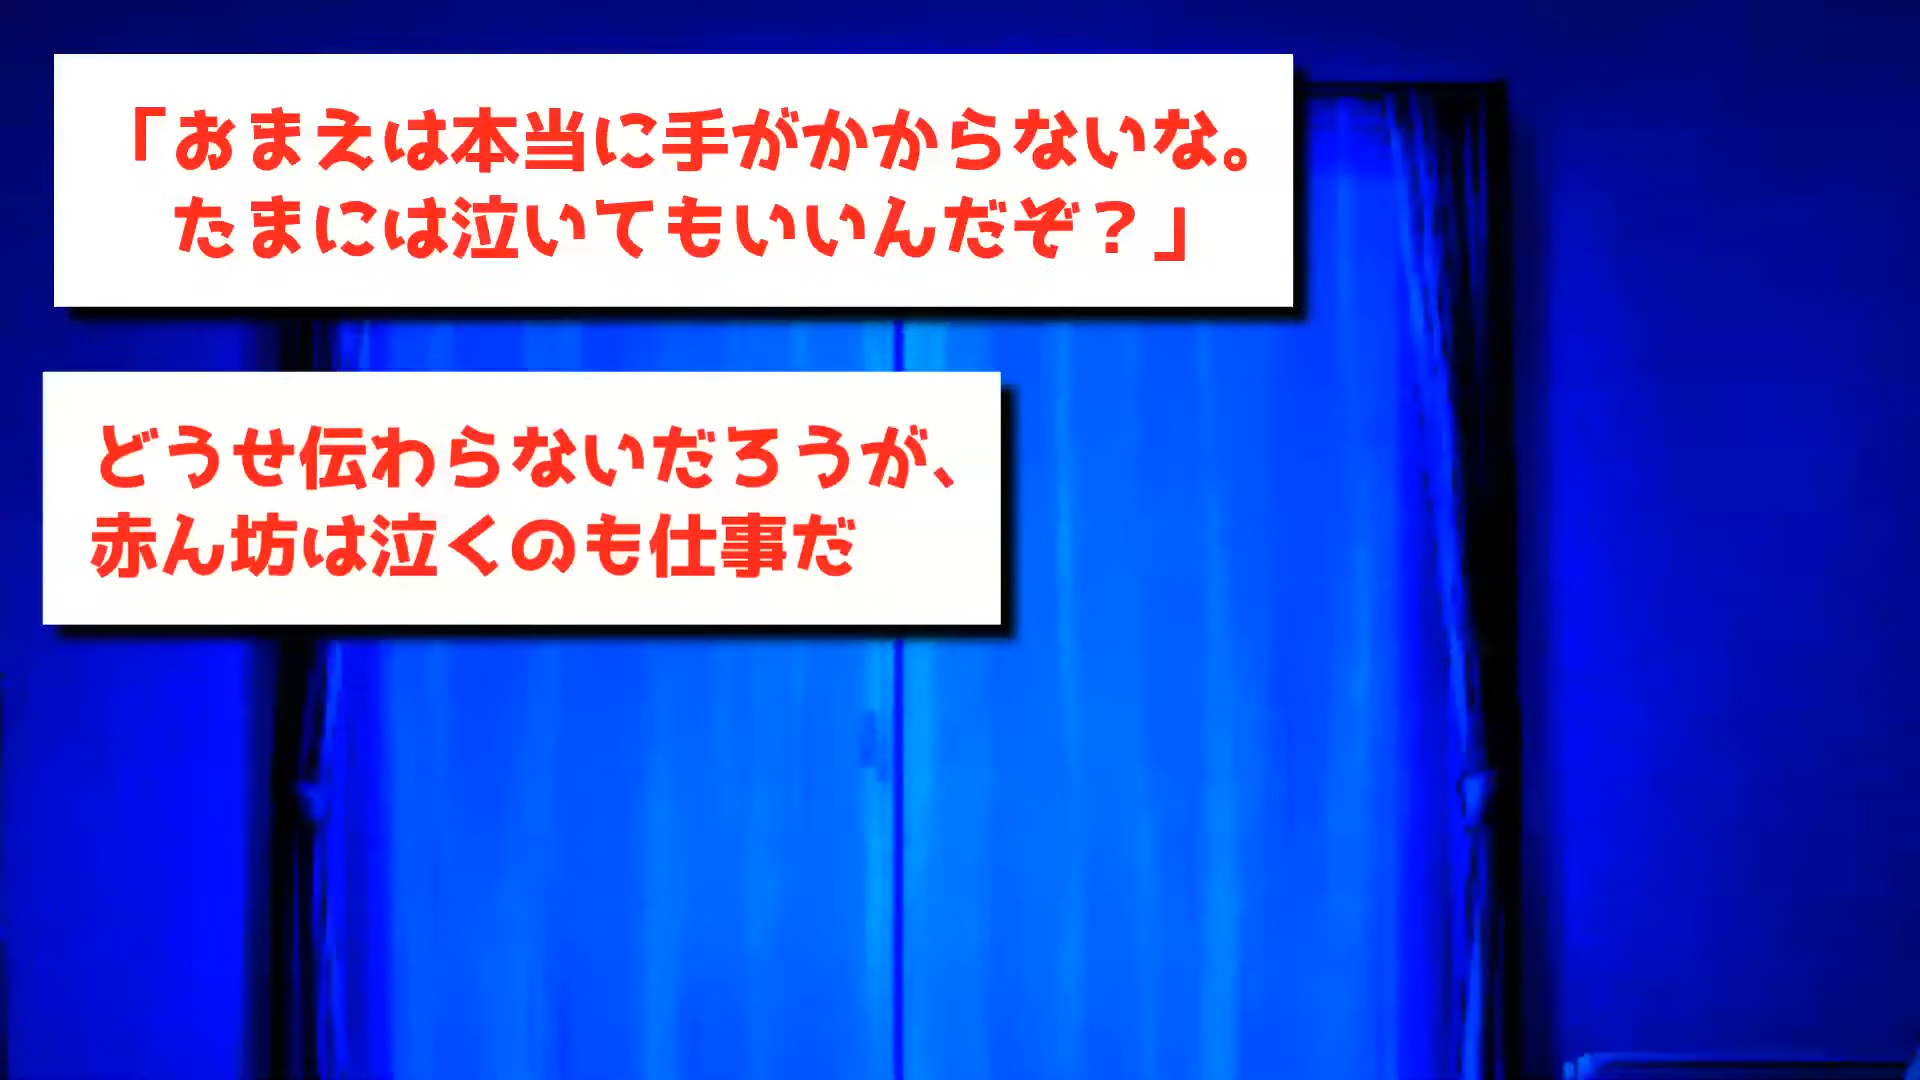 「おまえは本当に手がかからないな。
たまには泣いてもいいんだぞ？」
どうせ伝わらないだろうが、
赤ん坊は泣くのも仕事だ